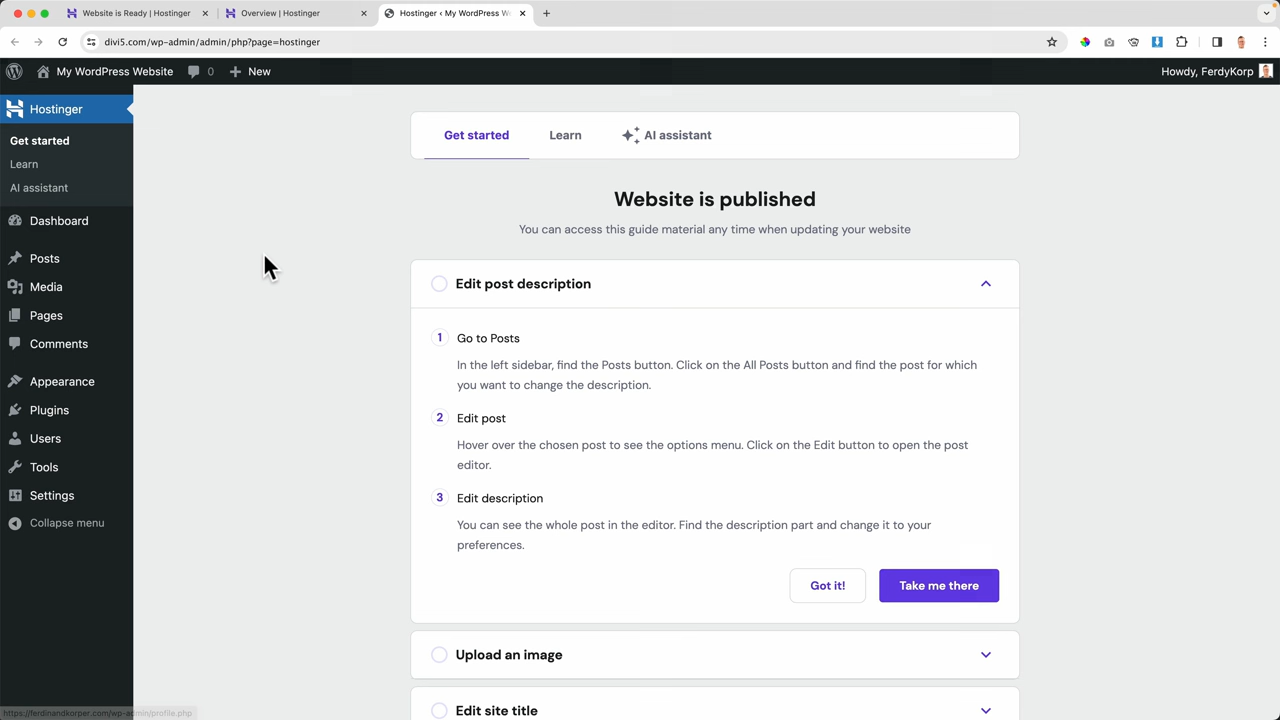 Website is Ready | Hostinger
Overview | Hostinger
Hostinger ‹ My WordPress W
divi5.com/wp-admin/admin/php?page=hostinger
My WordPress Website
0
New
Howdy, FerdyKorp
Hostinger
Get started
Learn
AI assistant
Dashboard
Posts
Media
Pages
Comments
Appearance
Plugins
Users
Tools
Settings
Collapse menu
Get started
Learn
AI assistant
Website is published
You can access this guide material any time when updating your website
Edit post description
1 Go to Posts
In the left sidebar, find the Posts button. Click on the All Posts button and find the post for which
you want to change the description.
2 Edit post
Hover over the chosen post to see the options menu. Click on the Edit button to open the post
editor.
3 Edit description
You can see the whole post in the editor. Find the description part and change it to your
preferences.
Got it!
Take me there
Upload an image
Edit site title
https://ferdinandkorper.com/wp-admin/profile.php